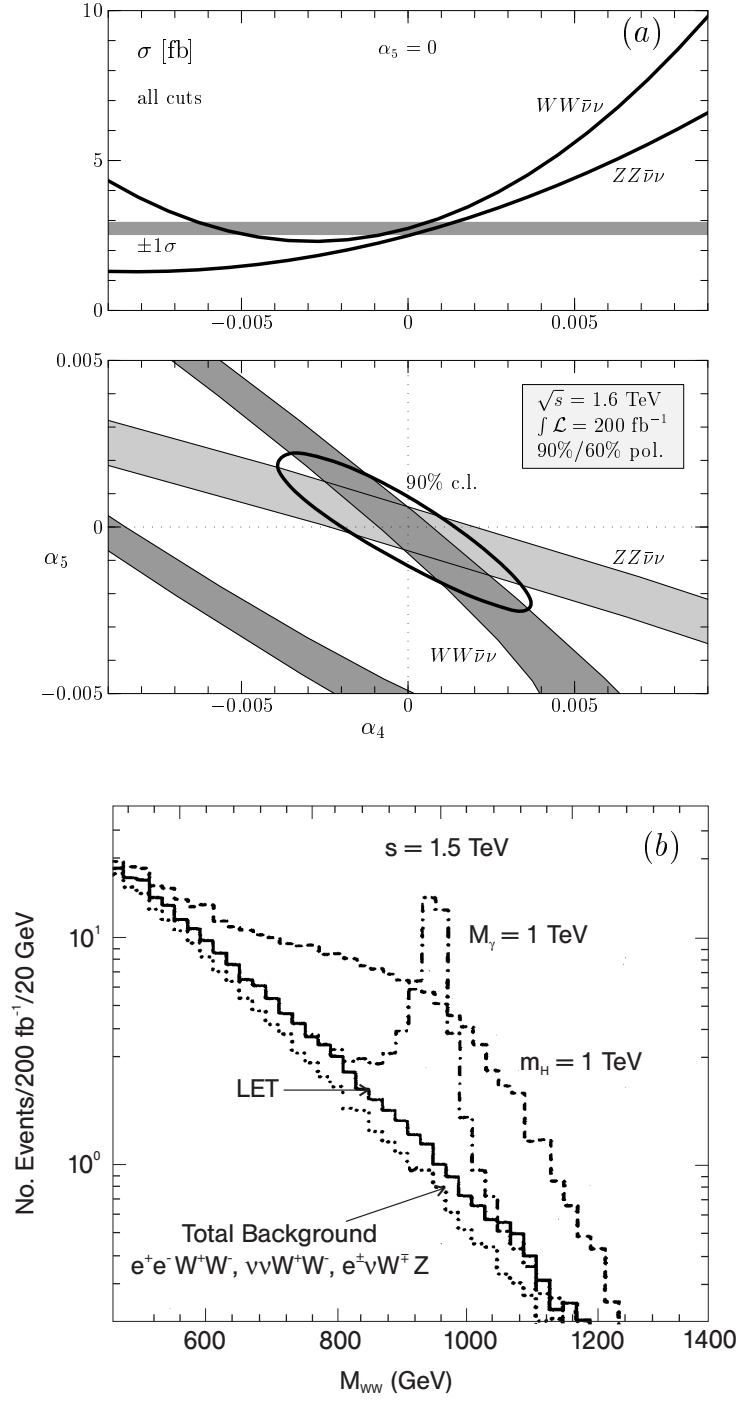 10
(a)
σ [fb]
α₅ = 0
all cuts
WWν̄ν
5
ZZν̄ν
±1σ
0
−0.005
0
0.005
0.005
√s = 1.6 TeV
∫ℒ = 200 fb⁻¹
90%/60% pol.
90% c.l.
0
α₅
ZZν̄ν
WWν̄ν
−0.005
−0.005
0
0.005
α₄
s = 1.5 TeV
(b)
No. Events/200 fb⁻¹/20 GeV
10¹
Mᵧ = 1 TeV
m_H = 1 TeV
LET
10⁰
Total Background
e⁺e⁻W⁺W⁻, ννW⁺W⁻, e^±νW^∓Z
600
800
1000
1200
1400
M_WW (GeV)